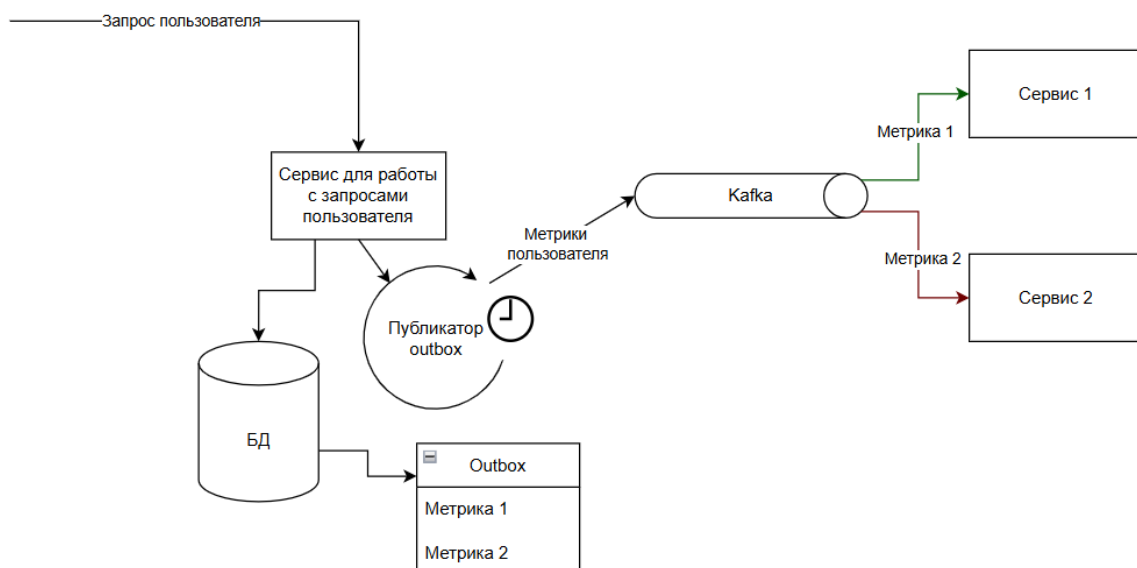 Запрос пользователя
Сервис 1
Метрика 1
Сервис для работы
с запросами
пользователя
Kafka
Метрики
пользователя
Метрика 2
Сервис 2
Публикатор
outbox
БД
Outbox
Метрика 1
Метрика 2